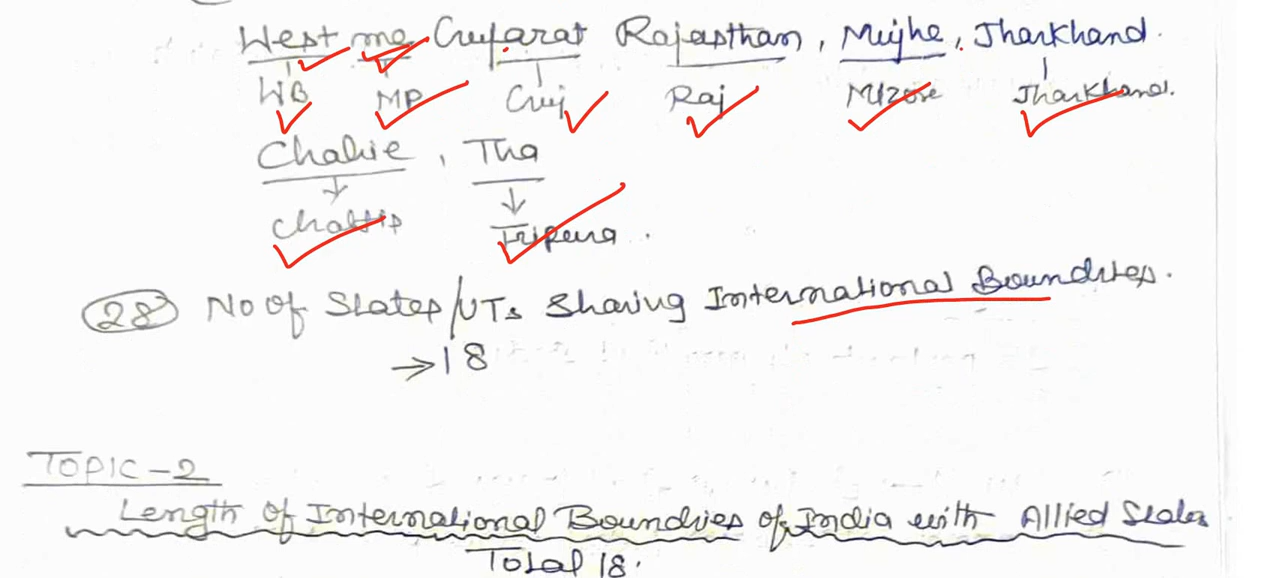 West me Gujarat Rajasthan, Mujhe, Jharkhand.
WB MP Guj Raj Mizore Jharkhand.
Chahie, Tha
Chattis Tripura.
28 No Of States/UTs Sharing International Boundries.
→18
TOPIC-2
Length Of International Boundries of India with Allied States
Total 18.